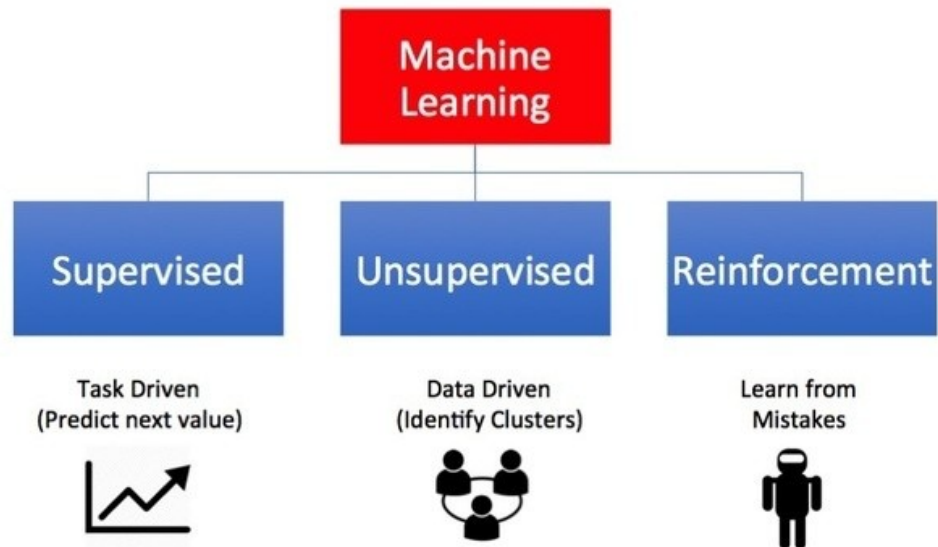 Machine
Learning
Supervised
Unsupervised
Reinforcement
Task Driven
(Predict next value)
Data Driven
(Identify Clusters)
Learn from
Mistakes